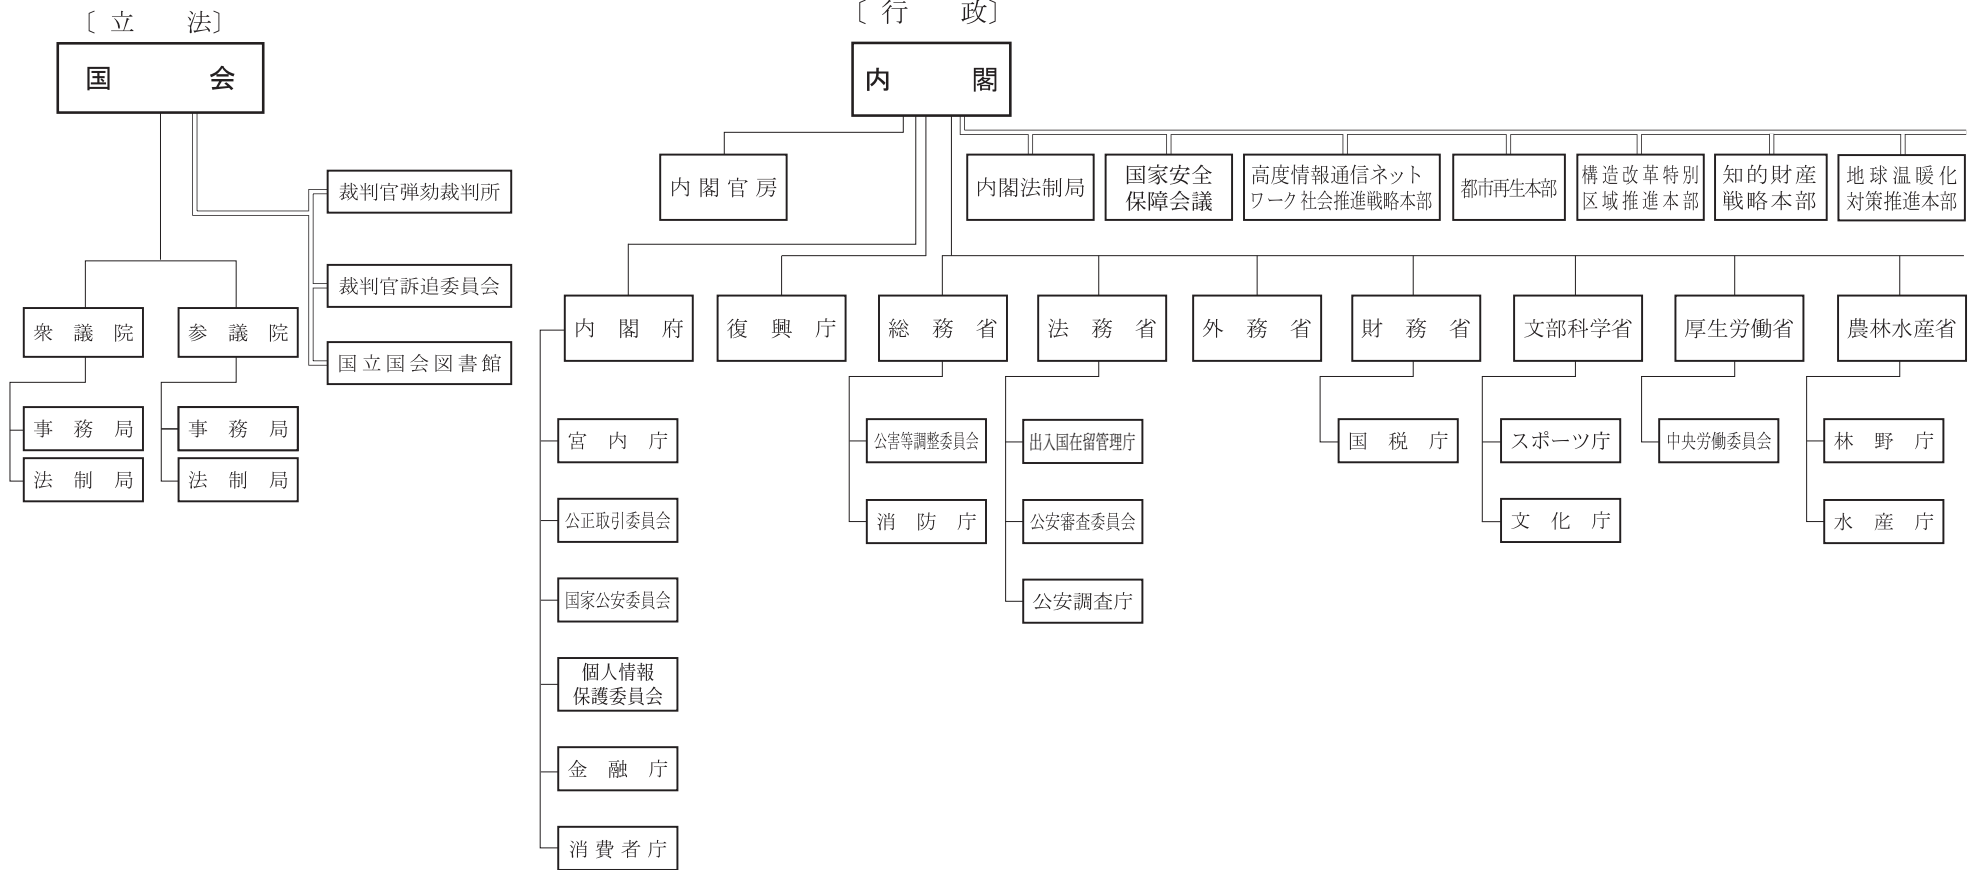 〔立　法〕
国　会
裁判官弾劾裁判所
裁判官訴追委員会
国立国会図書館
衆議院
参議院
事務局
法制局
事務局
法制局
〔行　政〕
内　閣
内閣官房
内閣法制局
国家安全
保障会議
高度情報通信ネット
ワーク社会推進戦略本部
都市再生本部
構造改革特別
区域推進本部
知的財産
戦略本部
地球温暖化
対策推進本部
内閣府
復興庁
総務省
法務省
外務省
財務省
文部科学省
厚生労働省
農林水産省
宮内庁
公正取引委員会
国家公安委員会
個人情報
保護委員会
金融庁
消費者庁
公害等調整委員会
消防庁
出入国在留管理庁
公安審査委員会
公安調査庁
国税庁
スポーツ庁
文化庁
中央労働委員会
林野庁
水産庁